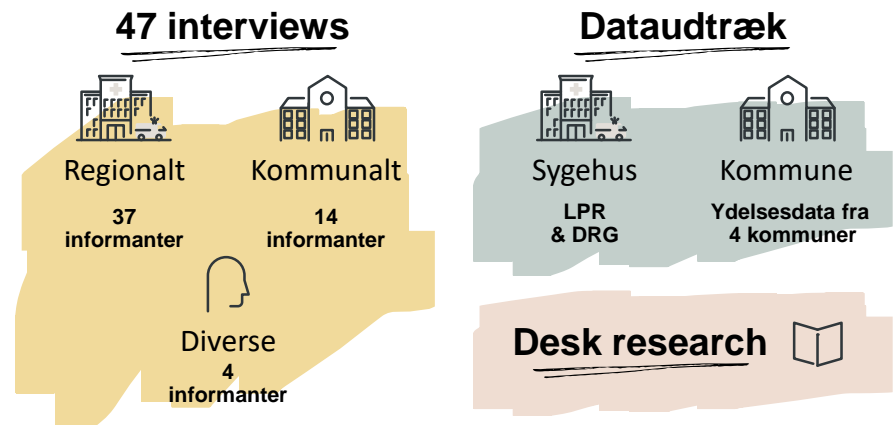 47 interviews
Regionalt
37
informanter
Kommunalt
14
informanter
Diverse
4
informanter
Dataudtræk
Sygehus
LPR
& DRG
Kommune
Ydelsesdata fra
4 kommuner
Desk research